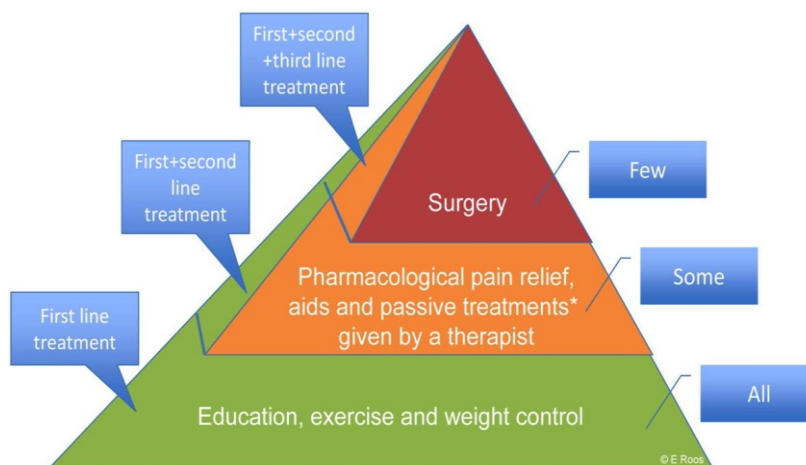 First+second
+third line
treatment
First+second
line
treatment
First line
treatment
Surgery
Pharmacological pain relief,
aids and passive treatments*
given by a therapist
Education, exercise and weight control
Few
Some
All
© E Roos